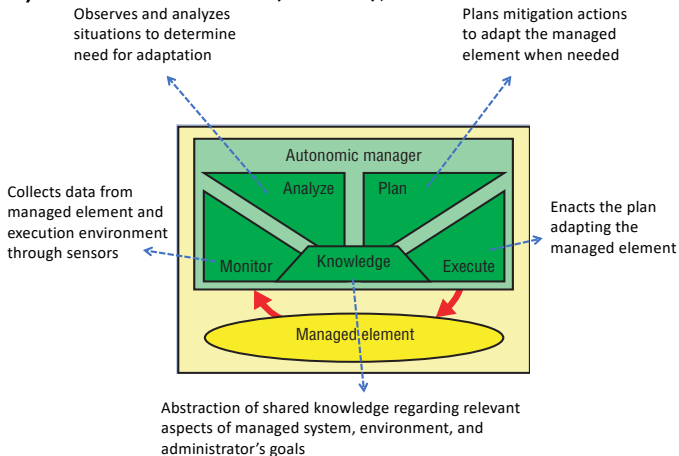 Observes and analyzes
situations to determine
need for adaptation
Plans mitigation actions
to adapt the managed
element when needed
Autonomic manager
Analyze
Plan
Collects data from
managed element and
execution environment
through sensors
Enacts the plan
adapting the
managed element
Monitor
Knowledge
Execute
Managed element
Abstraction of shared knowledge regarding relevant
aspects of managed system, environment, and
administrator's goals